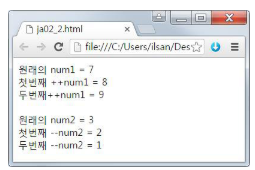 ja02_2.html
file:///C:/Users/ilsan/Des
원래의 num1 = 7
첫번째 ++num1 = 8
두번째++num1 = 9
원래의 num2 = 3
첫번째 --num2 = 2
두번째 --num2 = 1